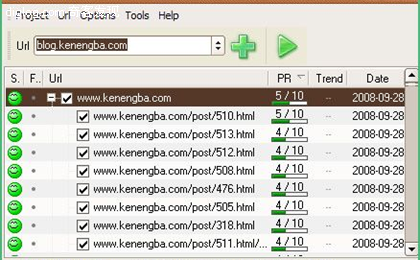 Project Url Options Tools Help
Url blog.kenengba.com
S. F.. Url PR Trend Date
www.kenengba.com 5 / 10 -- 2008-09-28
www.kenengba.com/post/510.html 5 / 10 -- 2008-09-28
www.kenengba.com/post/513.html 4 / 10 -- 2008-09-28
www.kenengba.com/post/512.html 4 / 10 -- 2008-09-28
www.kenengba.com/post/508.html 4 / 10 -- 2008-09-28
www.kenengba.com/post/476.html 4 / 10 -- 2008-09-28
www.kenengba.com/post/505.html 4 / 10 -- 2008-09-28
www.kenengba.com/post/318.html 4 / 10 -- 2008-09-28
www.kenengba.com/post/511.html/... 4 / 10 -- 2008-09-28